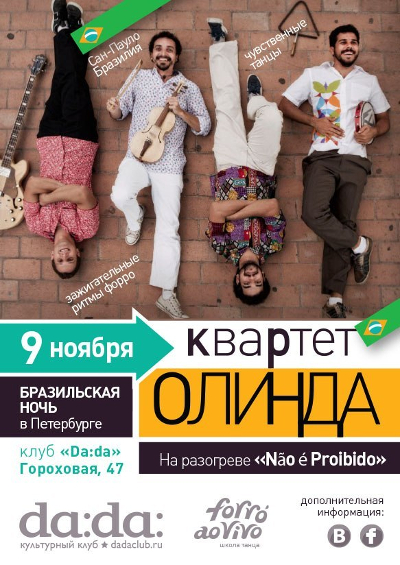 Сан-Пауло
Бразилия
чувственные
танцы
зажигательные
ритмы форро
9 ноября
квартет
ОЛИНДА
БРАЗИЛЬСКАЯ
НОЧЬ
в Петербурге
клуб «Da:da»
Гороховая, 47
На разогреве «Não é Proibido»
da:da:
культурный клуб ★ dadaclub.ru
forró
ao vivo
школа танца
дополнительная
информация:
B f